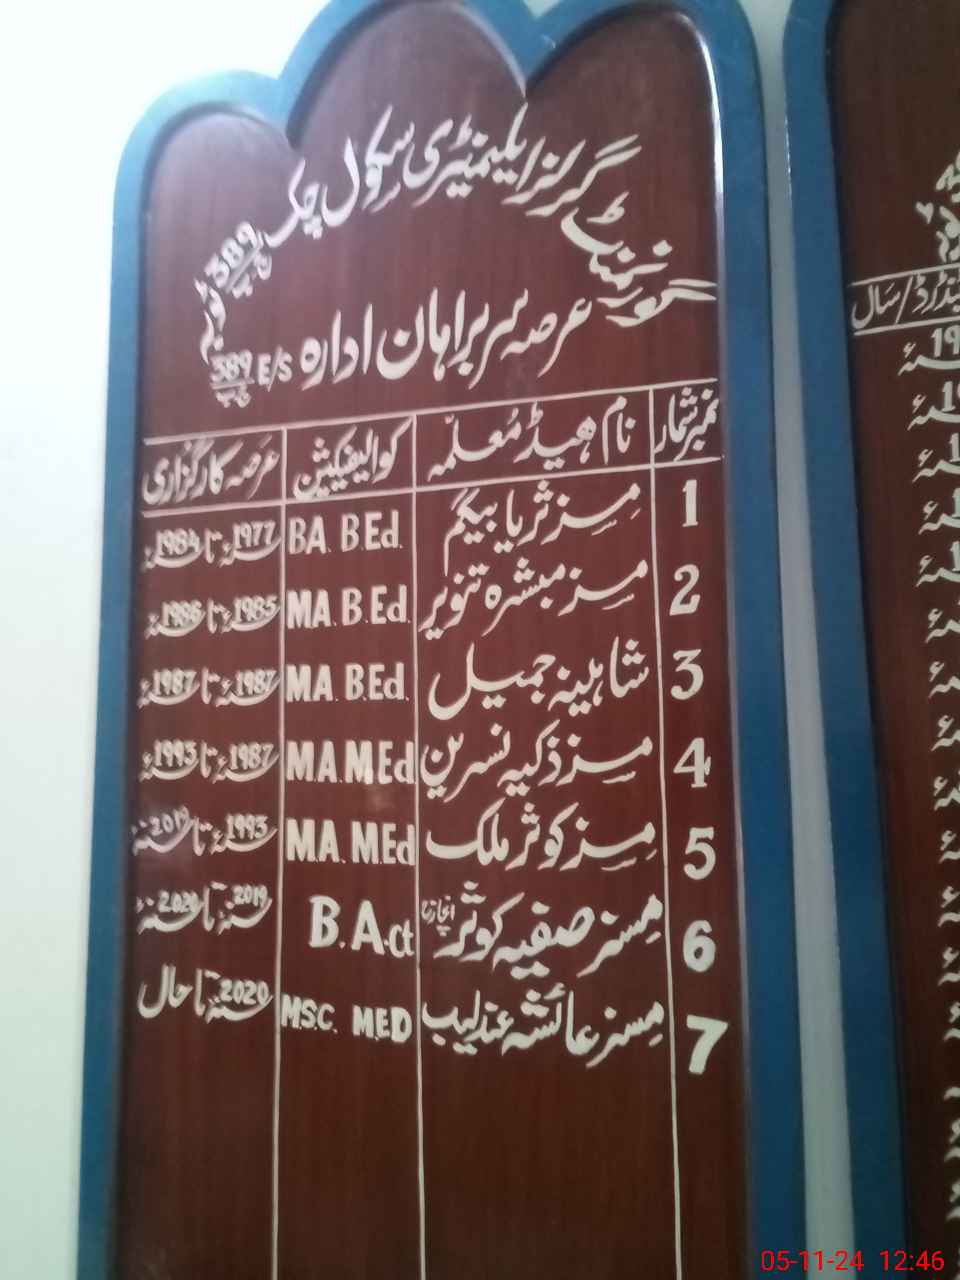 گورنمنٹ گرلز ایلیمنٹری سکول چک 389 ج ب ٹوبہ
عرصہ سربراہان ادارہ E/S 389 ج ب
نمبر شمار نام ہیڈ معلمہ کوالیفیکیشن عرصہ کارگزاری
1 مسز ثریا بیگم BA. B.Ed. 1977ء تا 1984ء
2 مسز مبشرہ تنویر MA. B.Ed. 1985ء تا 1986ء
3 شاہینہ جمیل MA. B.Ed. 1987ء تا 1987ء
4 مسز ذکیہ نسرین MA. M.Ed 1987ء تا 1993ء
5 مسز کوثر ملک MA. M.Ed 1993ء تا 2019ء
6 مسز صفیہ کوثر انچارج B.A.ct 2019ء تا 2020ء
7 مسز عائشہ عندلیب MSC. MED 2020ء تا حال
ٹوبہ
سال
05-11-24 12:46